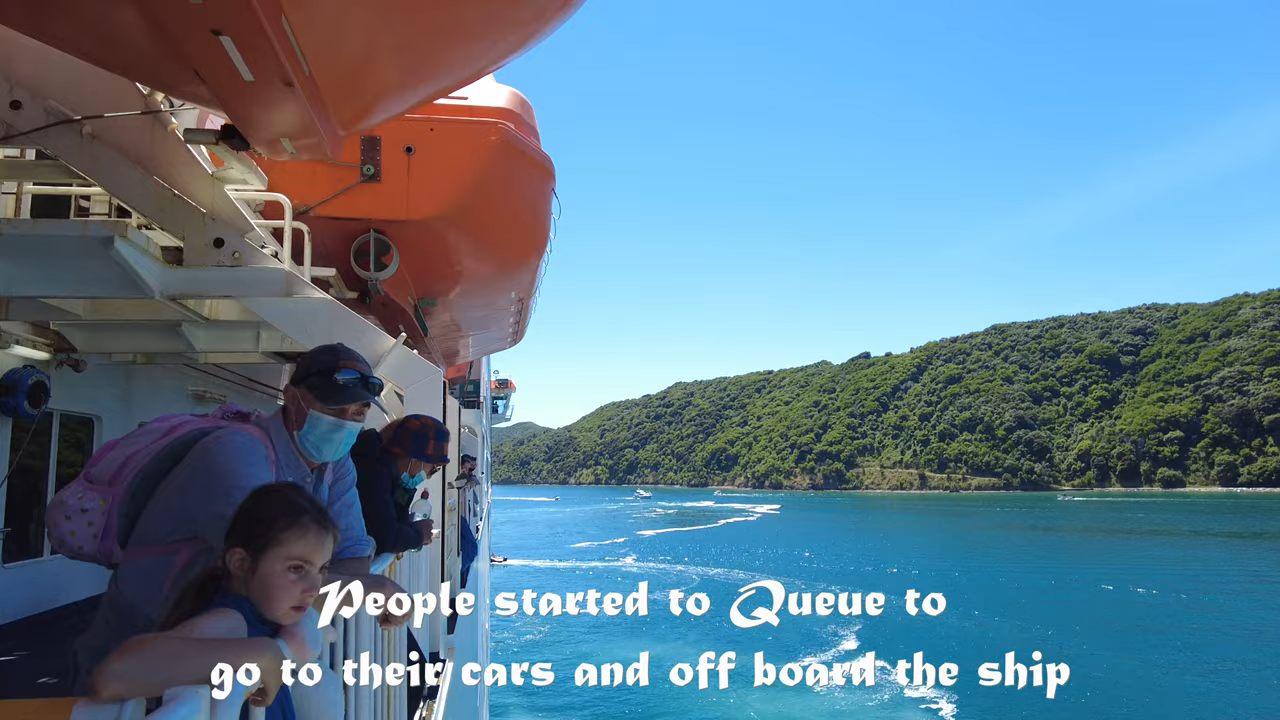 People started to Queue to
go to their cars and off board the ship